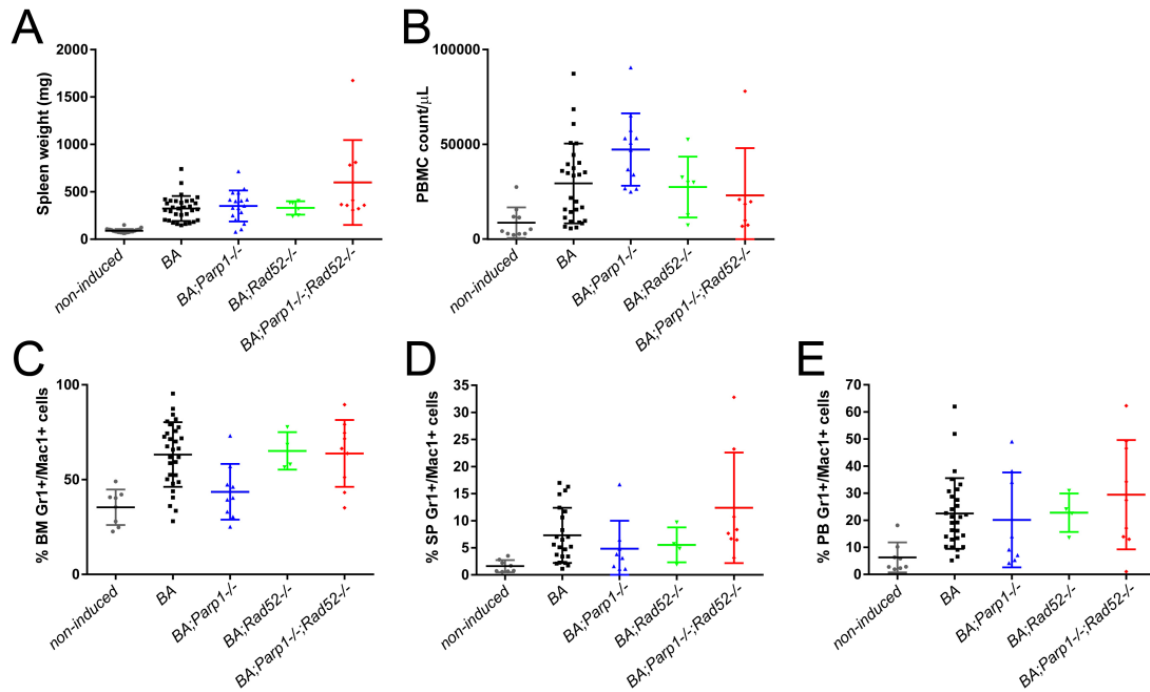 A
Spleen weight (mg)
2000
1500
1000
500
0
non-induced
BA
BA;Parp1-/-
BA;Rad52-/-
BA;Parp1-/-;Rad52-/-
B
PBMC count/μL
100000
50000
0
non-induced
BA
BA;Parp1-/-
BA;Rad52-/-
BA;Parp1-/-;Rad52-/-
C
% BM Gr1+/Mac1+ cells
100
50
0
non-induced
BA
BA;Parp1-/-
BA;Rad52-/-
BA;Parp1-/-;Rad52-/-
D
% SP Gr1+/Mac1+ cells
35
30
25
20
15
10
5
0
non-induced
BA
BA;Parp1-/-
BA;Rad52-/-
BA;Parp1-/-;Rad52-/-
E
% PB Gr1+/Mac1+ cells
70
60
50
40
30
20
10
0
non-induced
BA
BA;Parp1-/-
BA;Rad52-/-
BA;Parp1-/-;Rad52-/-